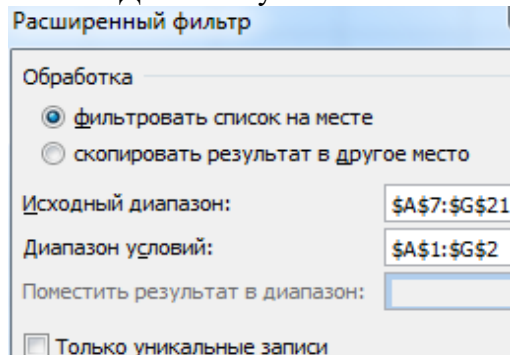 Расширенный фильтр
Обработка
фильтровать список на месте
скопировать результат в другое место
Исходный диапазон: $A$7:$G$21
Диапазон условий: $A$1:$G$2
Поместить результат в диапазон:
Только уникальные записи